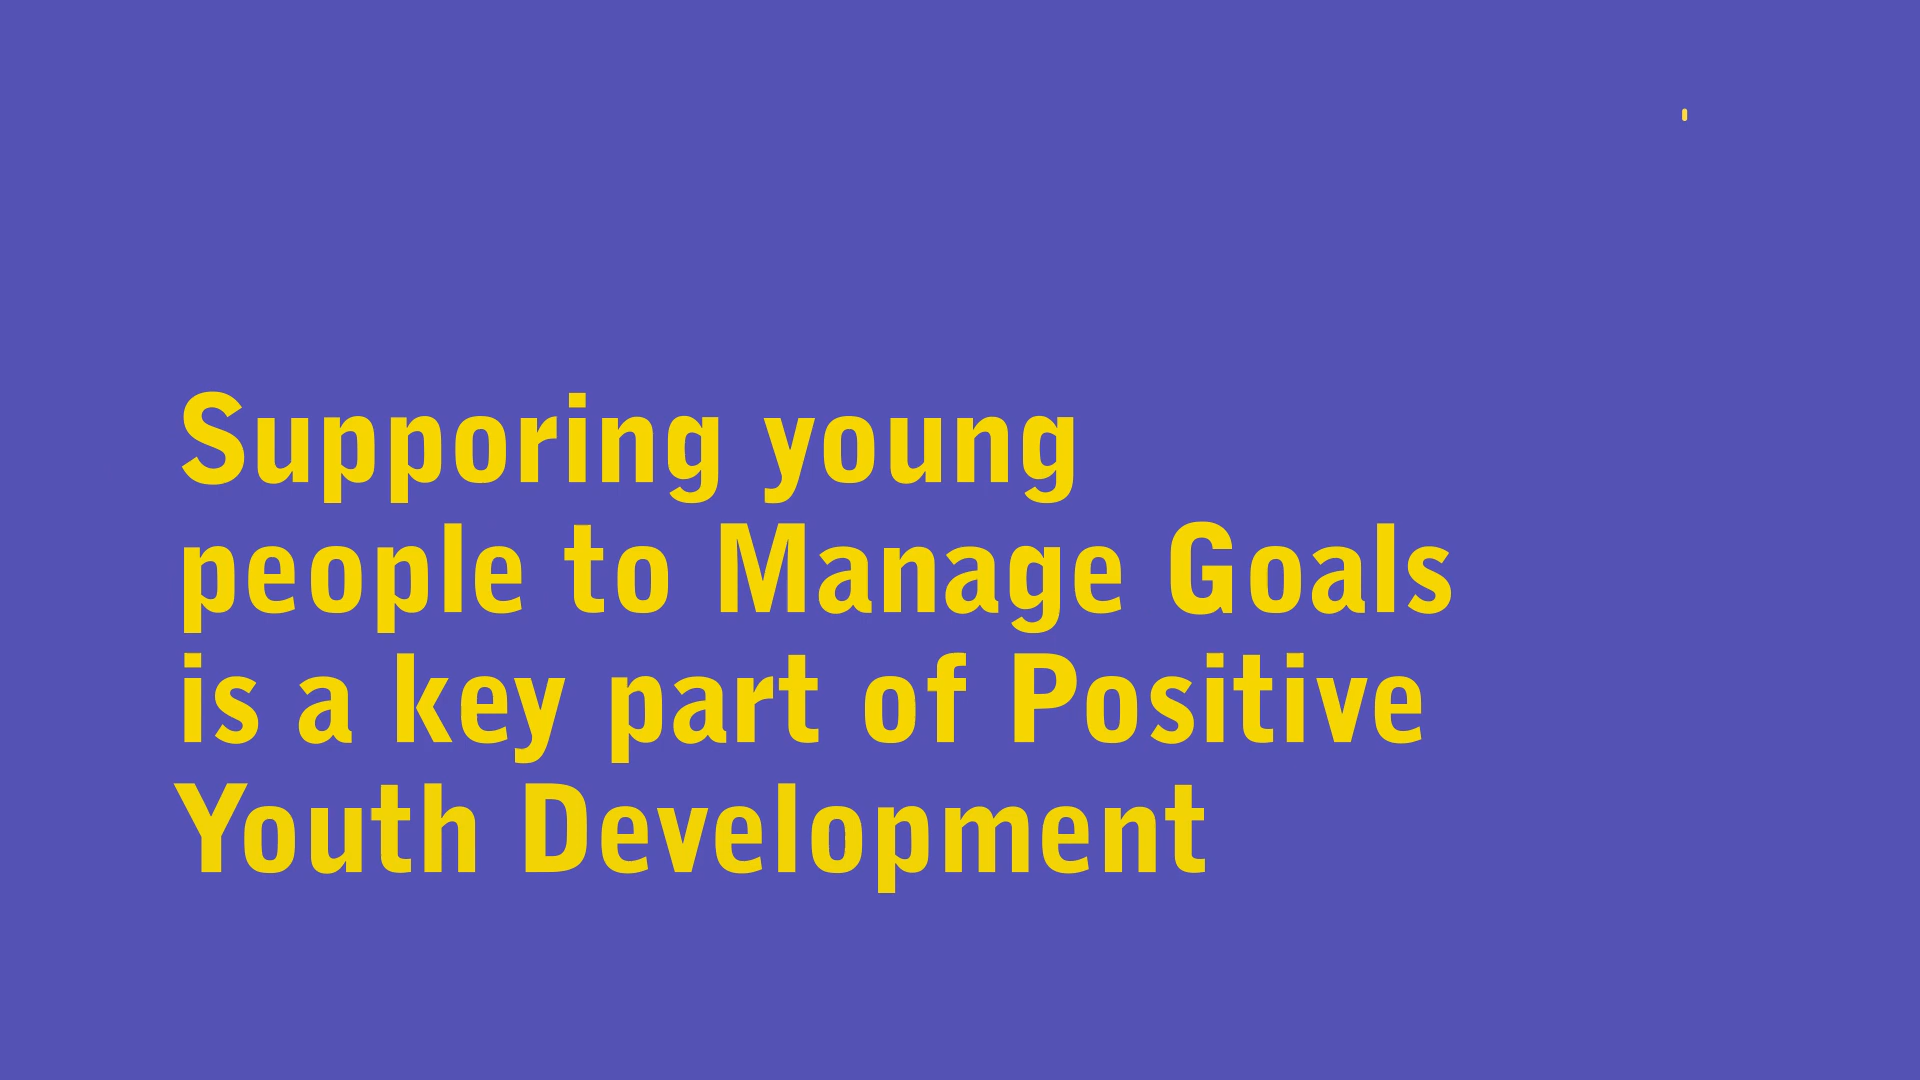 Supporing young
people to Manage Goals
is a key part of Positive
Youth Development